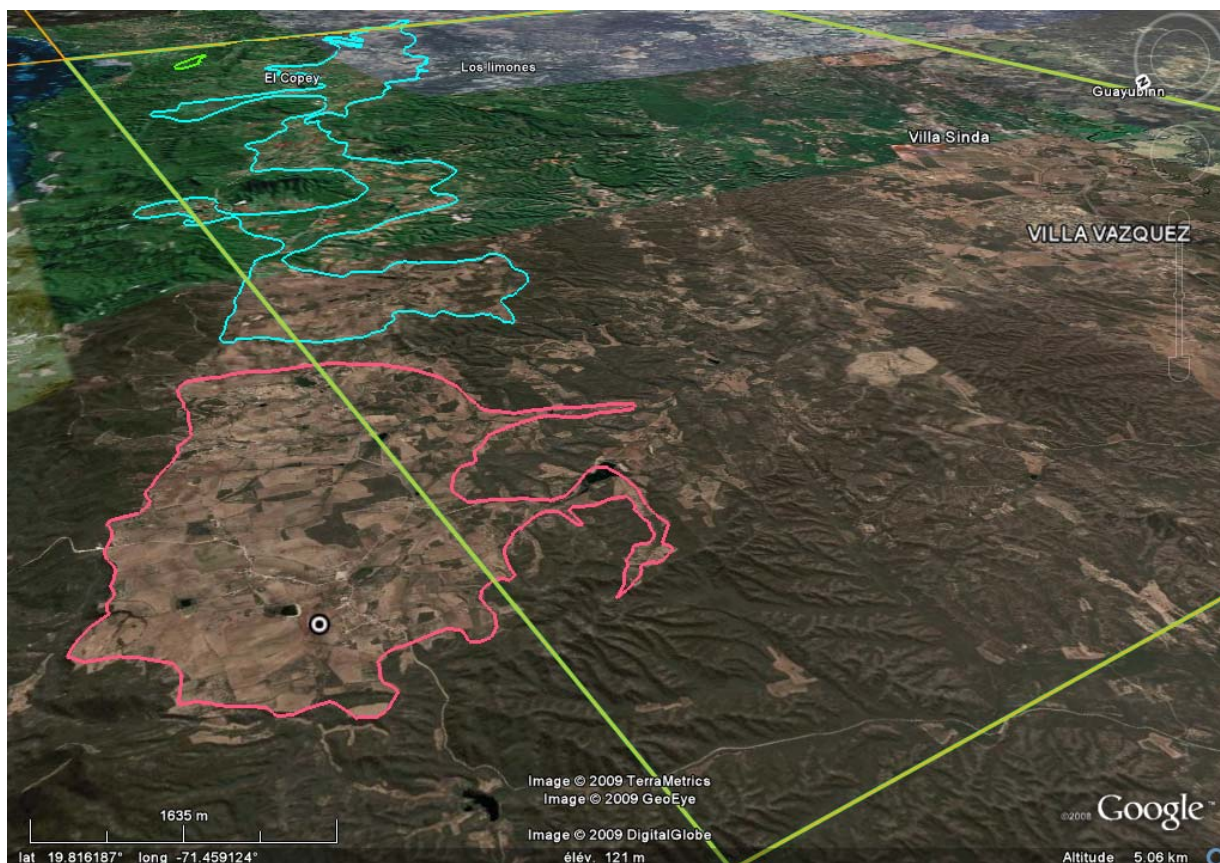 El Copey
Los limones
Guayubinn
Villa Sinda
VILLA VAZQUEZ
N
Image © 2009 TerraMetrics
Image © 2009 GeoEye
Image © 2009 DigitalGlobe
©2008 Google™
1635 m
lat 19.816187° long -71.459124° élév. 121 m Altitude 5.06 km